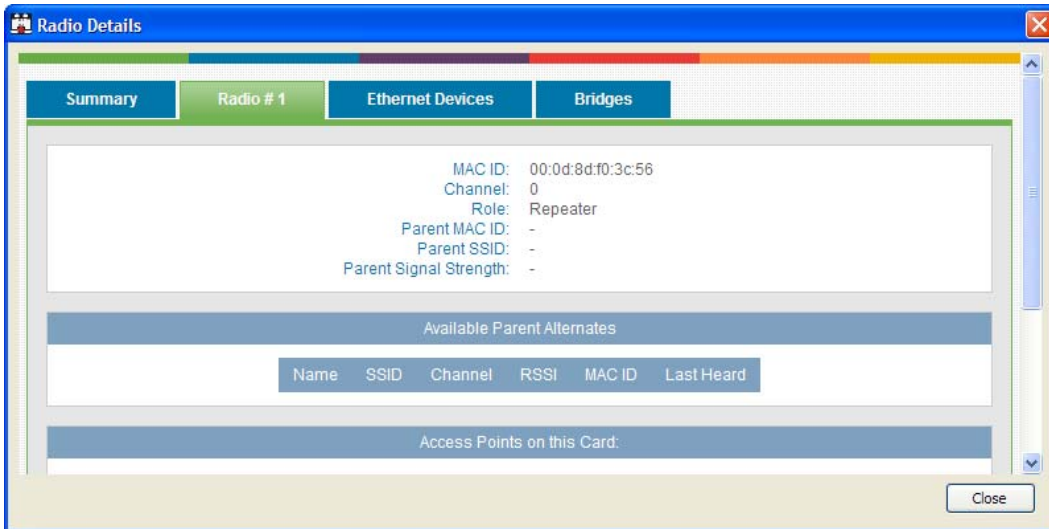 Radio Details
Summary Radio # 1 Ethernet Devices Bridges
MAC ID: 00:0d:8d:f0:3c:56
Channel: 0
Role: Repeater
Parent MAC ID: -
Parent SSID: -
Parent Signal Strength: -
Available Parent Alternates
Name SSID Channel RSSI MAC ID Last Heard
Access Points on this Card:
Close